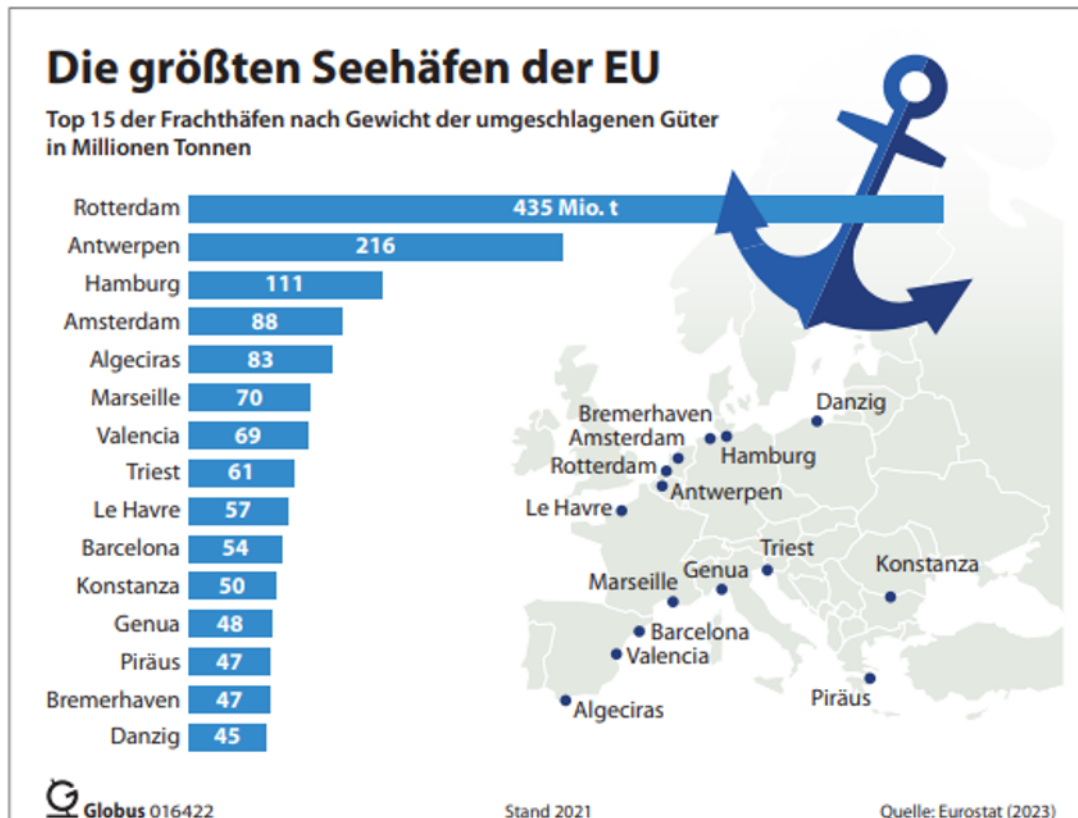 Die größten Seehäfen der EU
Top 15 der Frachthäfen nach Gewicht der umgeschlagenen Güter
in Millionen Tonnen
Rotterdam 435 Mio. t
Antwerpen 216
Hamburg 111
Amsterdam 88
Algeciras 83
Marseille 70
Valencia 69
Triest 61
Le Havre 57
Barcelona 54
Konstanza 50
Genua 48
Piräus 47
Bremerhaven 47
Danzig 45
Danzig
Bremerhaven
Amsterdam
Hamburg
Rotterdam
Antwerpen
Le Havre
Triest
Konstanza
Genua
Marseille
Barcelona
Valencia
Piräus
Algeciras
Globus 016422 Stand 2021 Quelle: Eurostat (2023)